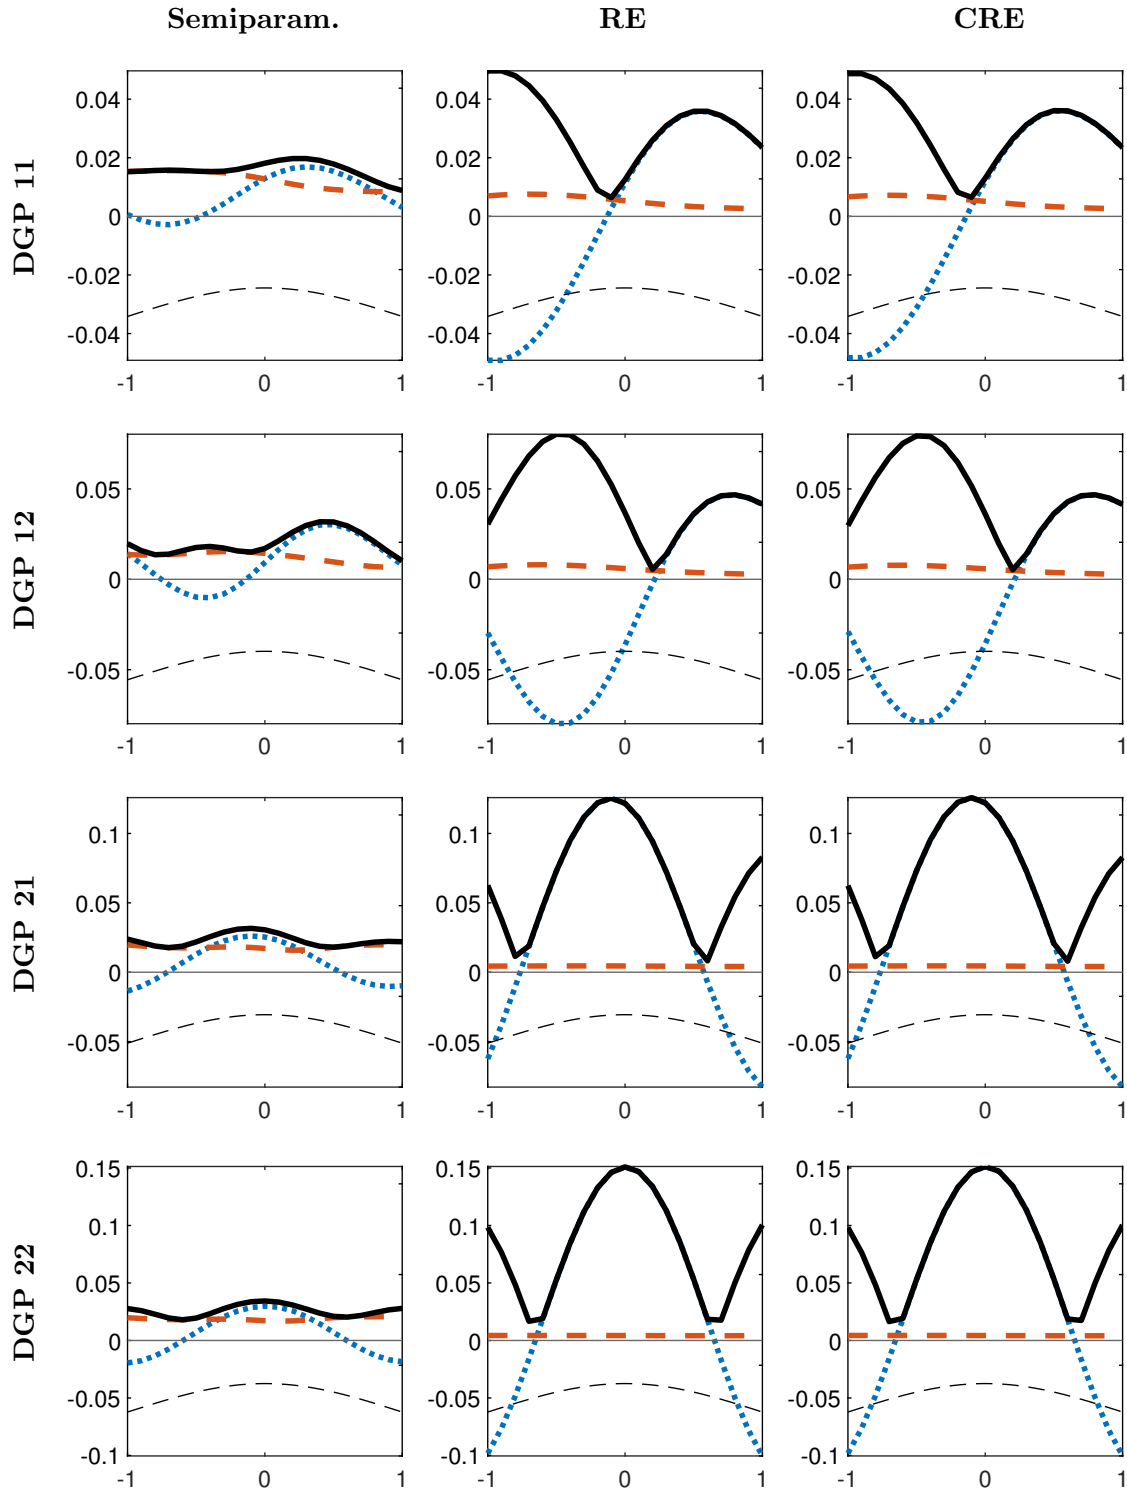 Semiparam. RE CRE
DGP 11
0.04 0.04 0.04
0.02 0.02 0.02
0 0 0
-0.02 -0.02 -0.02
-0.04 -0.04 -0.04
-1 0 1 -1 0 1 -1 0 1
DGP 12
0.05 0.05 0.05
0 0 0
-0.05 -0.05 -0.05
-1 0 1 -1 0 1 -1 0 1
DGP 21
0.1 0.1 0.1
0.05 0.05 0.05
0 0 0
-0.05 -0.05 -0.05
-1 0 1 -1 0 1 -1 0 1
DGP 22
0.15 0.15 0.15
0.1 0.1 0.1
0.05 0.05 0.05
0 0 0
-0.05 -0.05 -0.05
-0.1 -0.1 -0.1
-1 0 1 -1 0 1 -1 0 1